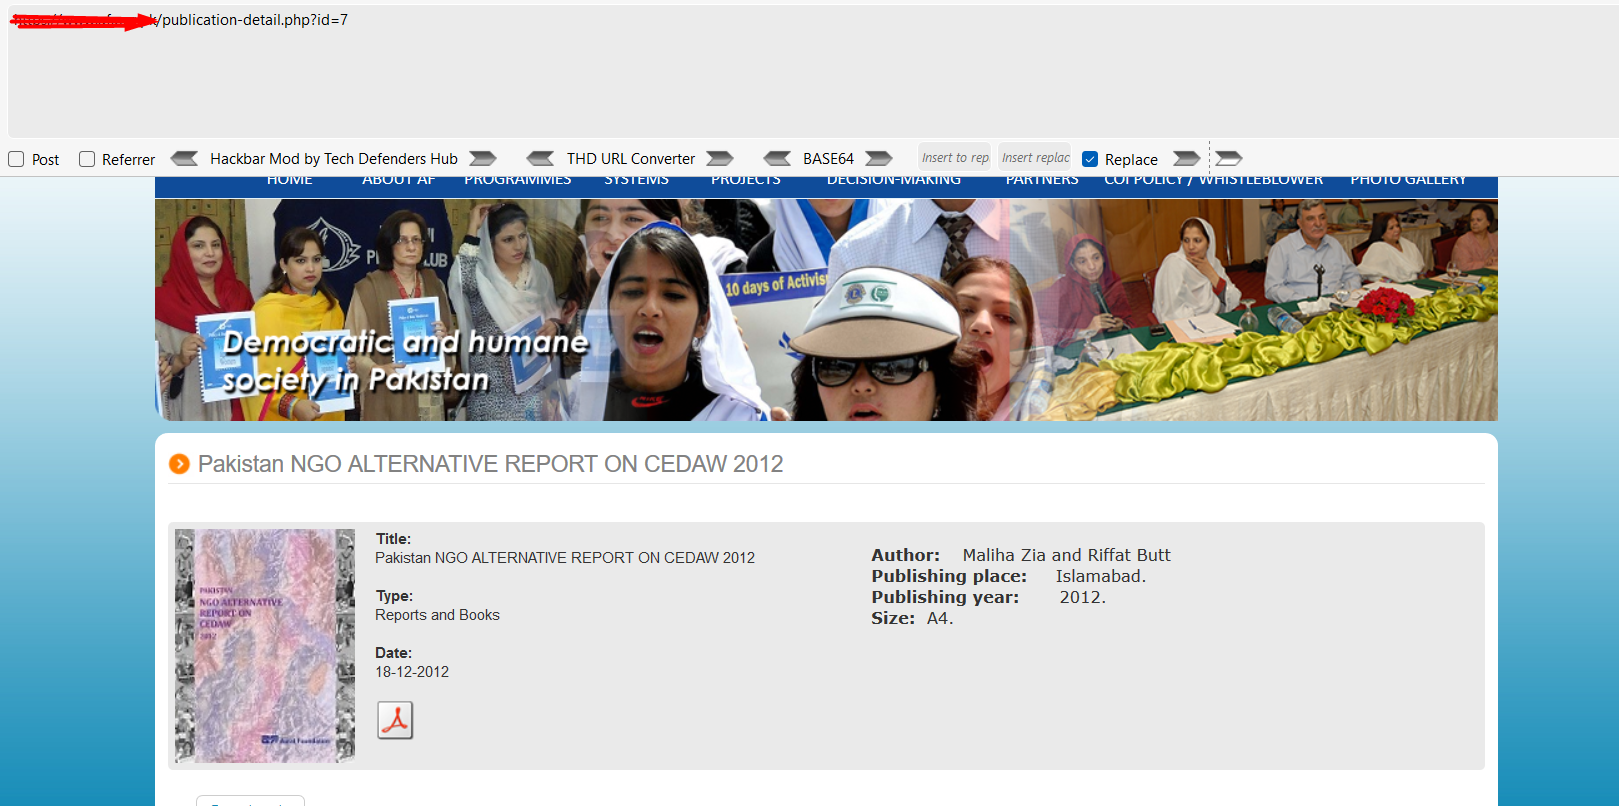 /publication-detail.php?id=7
Post Referrer Hackbar Mod by Tech Defenders Hub THD URL Converter BASE64 Insert to rep Insert replac Replace
HOME ABOUT AF PROGRAMMES SYSTEMS PROJECTS DECISION-MAKING PARTNERS COI POLICY / WHISTLEBLOWER PHOTO GALLERY
10 days of Activis
Democratic and humane
society in Pakistan
Pakistan NGO ALTERNATIVE REPORT ON CEDAW 2012
PAKISTAN
NGO ALTERNATIVE
REPORT ON
CEDAW
2012
Aurat Foundation
Title:
Pakistan NGO ALTERNATIVE REPORT ON CEDAW 2012
Type:
Reports and Books
Date:
18-12-2012
Author: Maliha Zia and Riffat Butt
Publishing place: Islamabad.
Publishing year: 2012.
Size: A4.